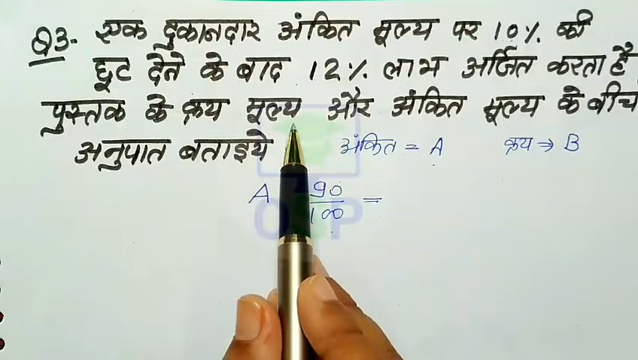 Q3. एक दुकानदार अंकित मूल्य पर 10% की
छूट देने के बाद 12% लाभ अर्जित करता है
पुस्तक के क्रय मूल्य और अंकित मूल्य के बीच
अनुपात बताइये अंकित = A क्रय → B
A 90/100 =